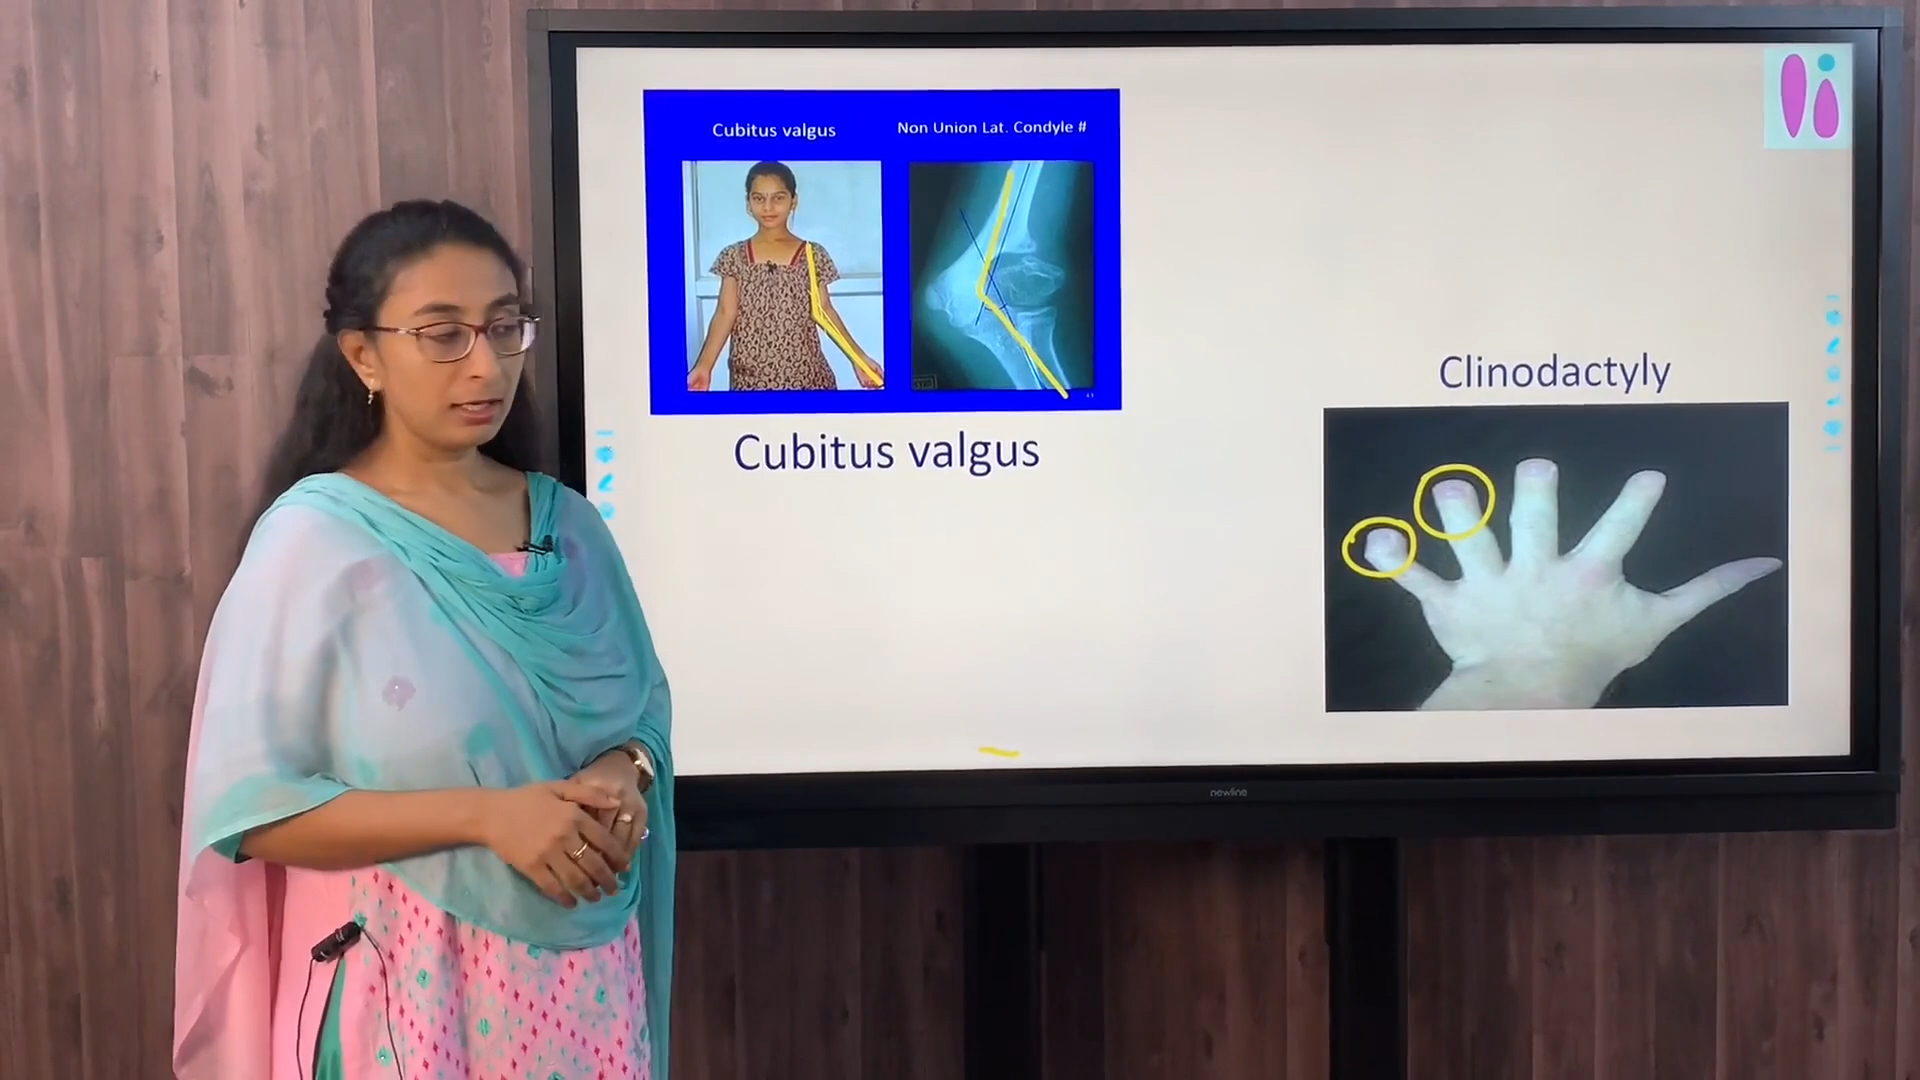 Cubitus valgus
Non Union Lat. Condyle #
Cubitus valgus
Clinodactyly
newline